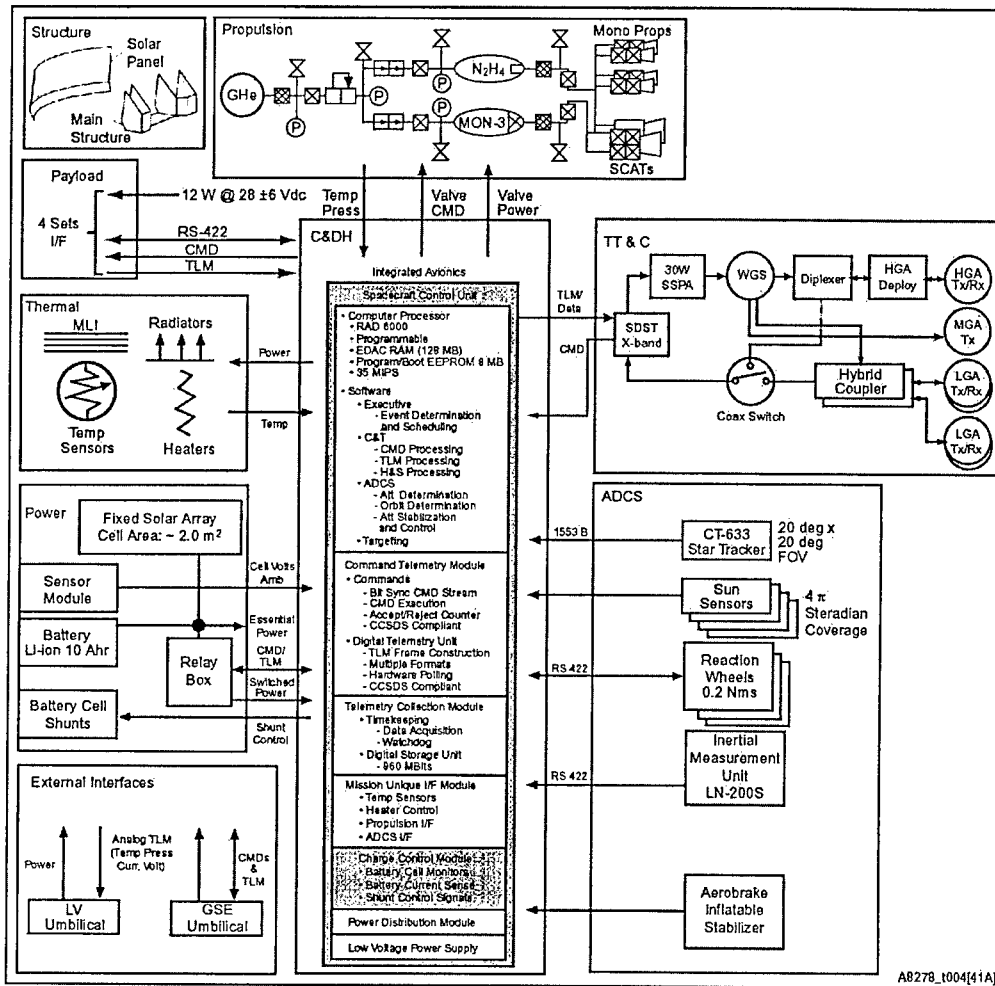 Structure
Solar
Panel
Main
Structure
Propulsion
GHe
P
P
P
P
N2H4
MON-3
Mono Props
SCATs
Payload
4 Sets
I/F
12 W @ 28 ±6 Vdc
RS-422
CMD
TLM
Temp
Press
Valve
CMD
Valve
Power
Thermal
MLI
Radiators
Temp
Sensors
Heaters
Power
Temp
Power
Fixed Solar Array
Cell Area: ~ 2.0 m²
Sensor
Module
Battery
Li-ion 10 Ahr
Relay
Box
Battery Cell
Shunts
Cell Volts
Amb
Essential
Power
CMD/
TLM
Switched
Power
Shunt
Control
External Interfaces
Power
Analog TLM
(Temp Press
Curr. Volt)
CMDs
&
TLM
LV
Umbilical
GSE
Umbilical
C&DH
Integrated Avionics
Spacecraft Control Unit
• Computer Processor
• RAD 6000
• Programmable
• EDAC RAM (128 MB)
• Program/Boot EEPROM 8 MB
• 35 MIPS
• Software
• Executive
- Event Determination
and Scheduling
• C&T
- CMD Processing
- TLM Processing
- H&S Processing
• ADCS
- Att. Determination
- Orbit Determination
- Att Stabilization
and Control
• Targeting
Command Telemetry Module
• Commands
- Bit Sync CMD Stream
- CMD Execution
- Accept/Reject Counter
- CCSDS Compliant
• Digital Telemetry Unit
- TLM Frame Construction
- Multiple Formats
- Hardware Polling
- CCSDS Compliant
Telemetry Collection Module
• Timekeeping
- Data Acquisition
- Watchdog
• Digital Storage Unit
- 960 MBits
Mission Unique I/F Module
• Temp Sensors
• Heater Control
• Propulsion I/F
• ADCS I/F
Charge Control Module
• Battery Cell Monitors
• Battery Current Sense
• Shunt Control Signals
Power Distribution Module
Low Voltage Power Supply
TT & C
TLM/
Data
CMD
SDST
X-band
30W
SSPA
WGS
Diplexer
HGA
Deploy
HGA
Tx/Rx
MGA
Tx
Coax Switch
Hybrid
Coupler
LGA
Tx/Rx
LGA
Tx/Rx
ADCS
1553 B
CT-633
Star Tracker
20 deg x
20 deg
FOV
Sun
Sensors
4 π
Steradian
Coverage
RS 422
Reaction
Wheels
0.2 Nms
RS 422
Inertial
Measurement
Unit
LN-200S
Aerobrake
Inflatable
Stabilizer
A8278_t004[41A]